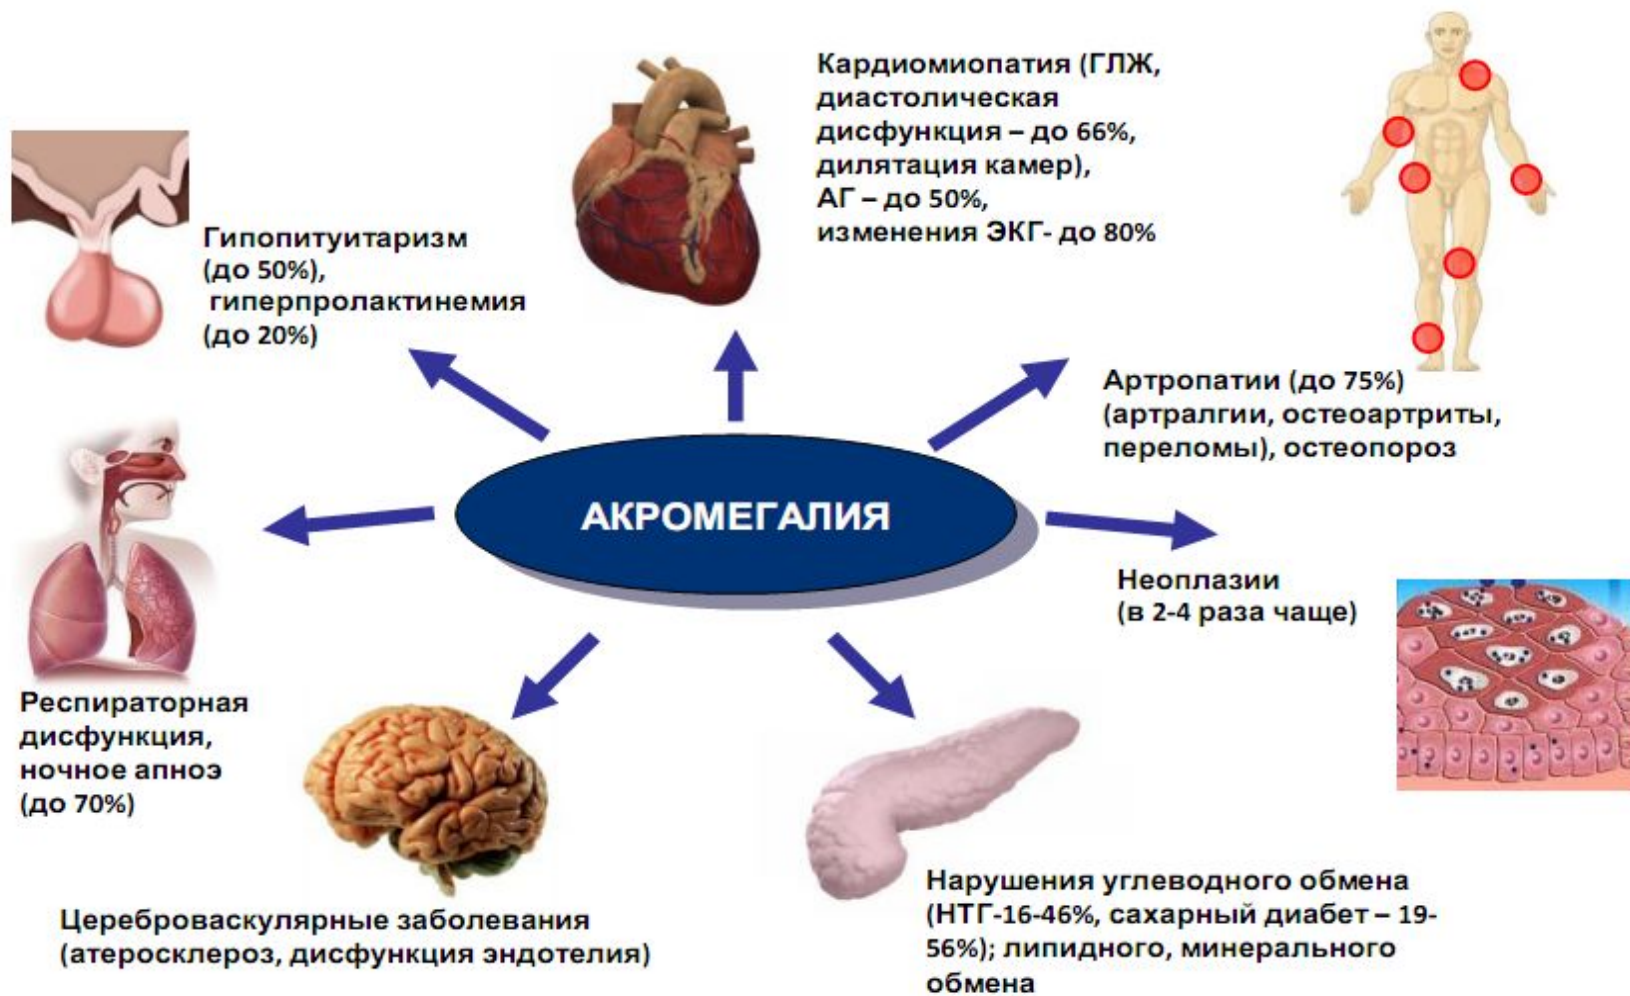 Кардиомиопатия (ГЛЖ,
диастолическая
дисфункция – до 66%,
дилятация камер),
АГ – до 50%,
изменения ЭКГ- до 80%
Гипопитуитаризм
(до 50%),
гиперпролактинемия
(до 20%)
Артропатии (до 75%)
(артралгии, остеоартриты,
переломы), остеопороз
АКРОМЕГАЛИЯ
Неоплазии
(в 2-4 раза чаще)
Респираторная
дисфункция,
ночное апноэ
(до 70%)
Цереброваскулярные заболевания
(атеросклероз, дисфункция эндотелия)
Нарушения углеводного обмена
(НТГ-16-46%, сахарный диабет – 19-
56%); липидного, минерального
обмена